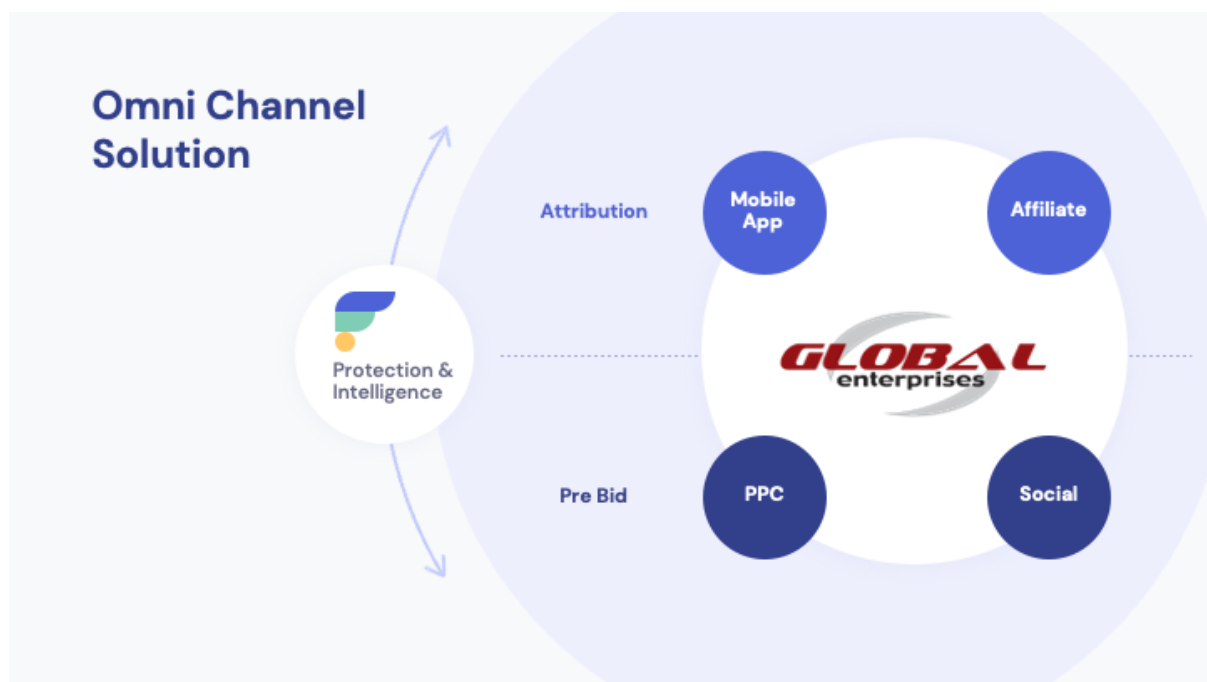 Omni Channel
Solution
Attribution
Mobile
App
Affiliate
Protection &
Intelligence
GLOBAL
enterprises
Pre Bid
PPC
Social